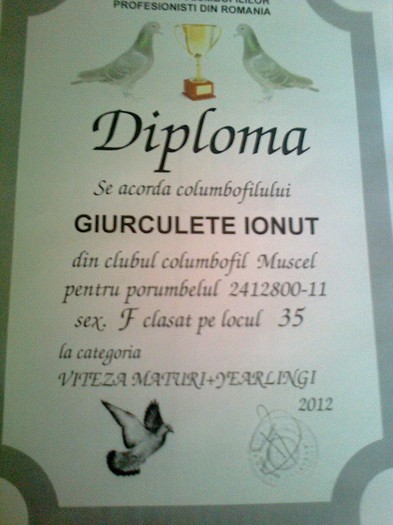 PROFESIONISTI DIN ROMANIA
Diploma
Se acorda columbofilului
GIURCULETE IONUT
din clubul columbofil Muscel
pentru porumbelul 2412800-11
sex. F clasat pe locul 35
la categoria
VITEZA MATURI+YEARLINGI
2012